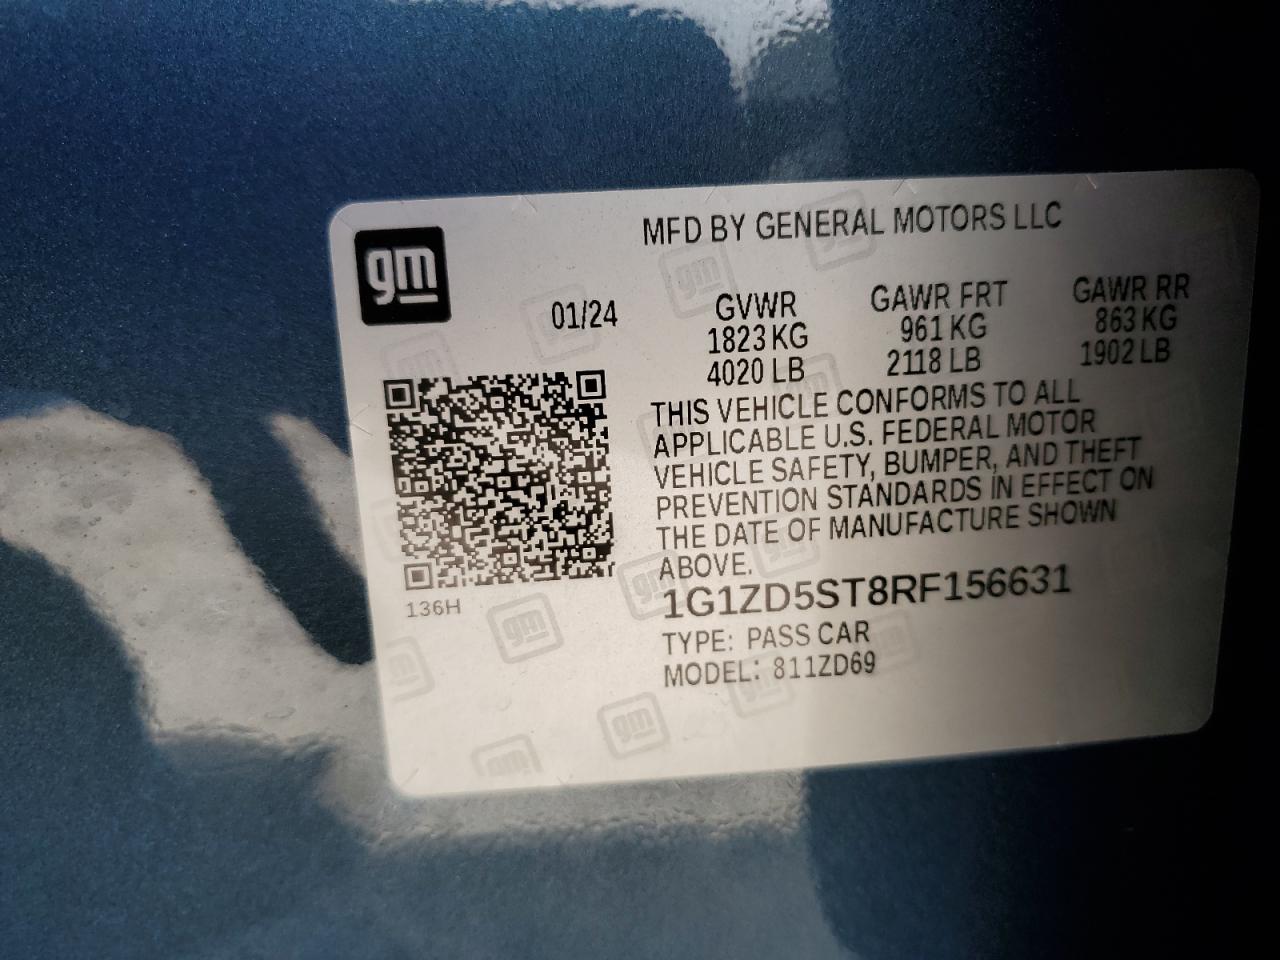 gm
MFD BY GENERAL MOTORS LLC
01/24
GVWR
1823 KG
4020 LB
GAWR FRT
961 KG
2118 LB
GAWR RR
863 KG
1902 LB
THIS VEHICLE CONFORMS TO ALL
APPLICABLE U.S. FEDERAL MOTOR
VEHICLE SAFETY, BUMPER, AND THEFT
PREVENTION STANDARDS IN EFFECT ON
THE DATE OF MANUFACTURE SHOWN
ABOVE.
1G1ZD5ST8RF156631
TYPE: PASS CAR
MODEL: 811ZD69
136H